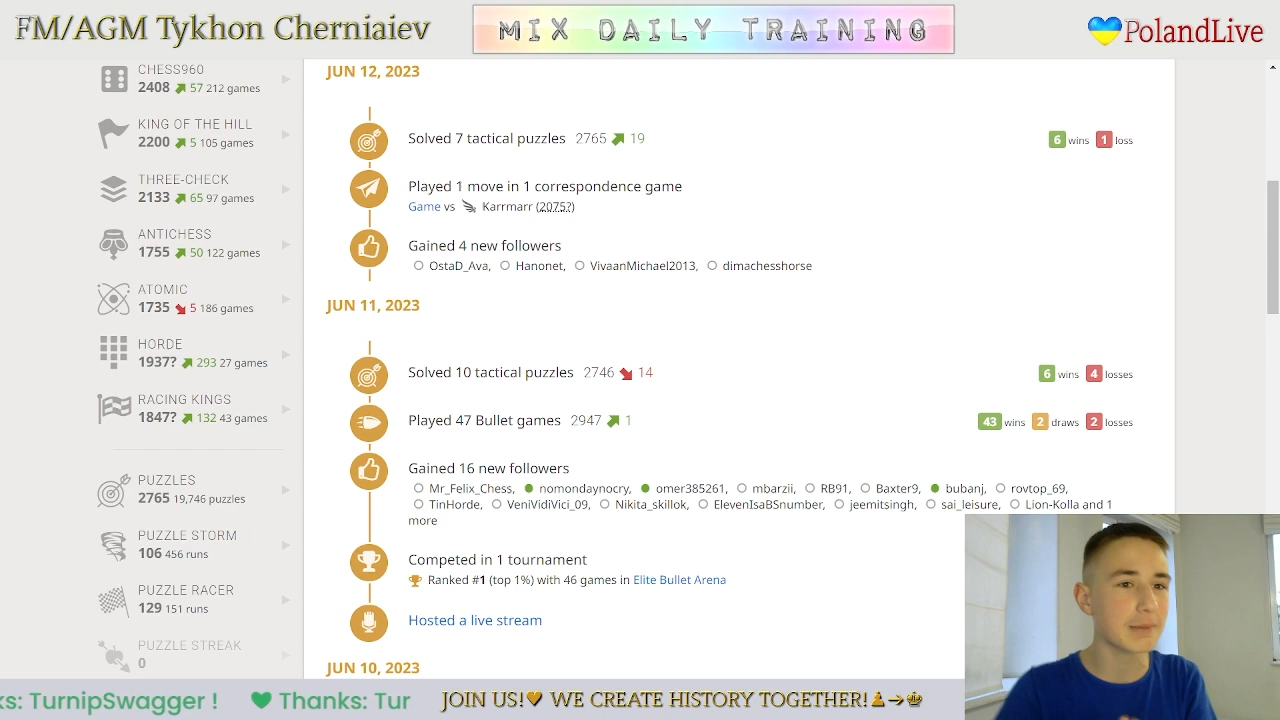 FM/AGM Tykhon Cherniaiev
MIX DAILY TRAINING
PolandLive
CHESS960
2408 57 212 games
KING OF THE HILL
2200 5 105 games
THREE-CHECK
2133 65 97 games
ANTICHESS
1755 50 122 games
ATOMIC
1735 5 186 games
HORDE
1937? 293 27 games
RACING KINGS
1847? 132 43 games
PUZZLES
2765 19,746 puzzles
PUZZLE STORM
106 456 runs
PUZZLE RACER
129 151 runs
PUZZLE STREAK
0
JUN 12, 2023
Solved 7 tactical puzzles 2765 19
6 wins 1 loss
Played 1 move in 1 correspondence game
Game vs Karrmarr (2075?)
Gained 4 new followers
OstaD_Ava, Hanonet, VivaanMichael2013, dimachesshorse
JUN 11, 2023
Solved 10 tactical puzzles 2746 14
6 wins 4 losses
Played 47 Bullet games 2947 1
43 wins 2 draws 2 losses
Gained 16 new followers
Mr_Felix_Chess, nomondaynocry, omer385261, mbarzii, RB91, Baxter9, bubanj, rovtop_69,
TinHorde, VeniVidiVici_09, Nikita_skillok, ElevenIsaBSnumber, jeemitsingh, sai_leisure, Lion-Kolla and 1
more
Competed in 1 tournament
Ranked #1 (top 1%) with 46 games in Elite Bullet Arena
Hosted a live stream
JUN 10, 2023
ks: TurnipSwagger ! Thanks: Tur
JOIN US! WE CREATE HISTORY TOGETHER!